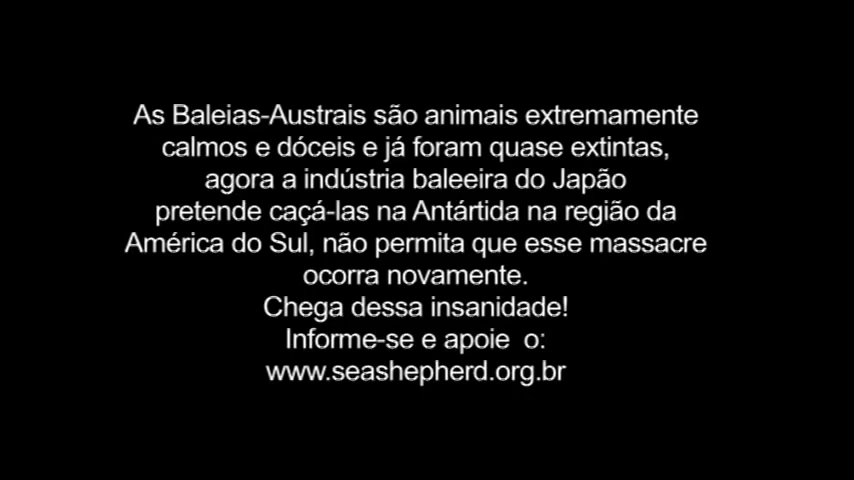 As Baleias-Austrais são animais extremamente
calmos e dóceis e já foram quase extintas,
agora a indústria baleeira do Japão
pretende caçá-las na Antártida na região da
América do Sul, não permita que esse massacre
ocorra novamente.
Chega dessa insanidade!
Informe-se e apoie o:
www.seashepherd.org.br